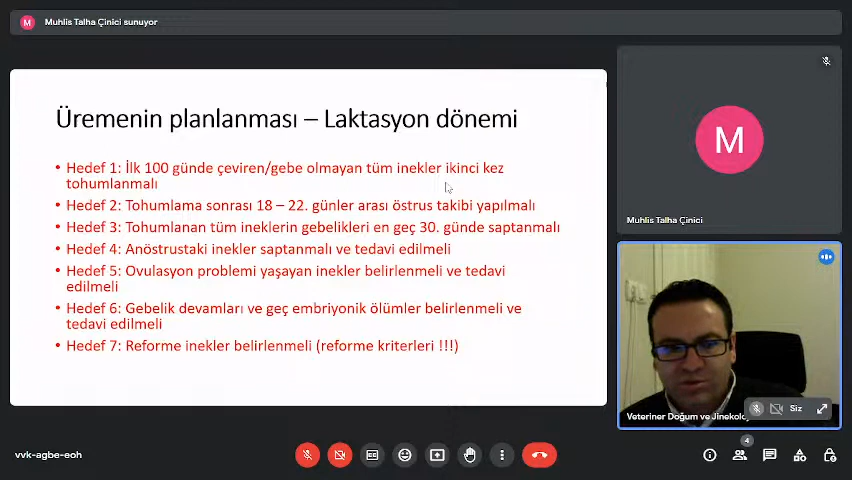 M
Muhlis Talha Çinici sunuyor
Üremenin planlanması – Laktasyon dönemi
• Hedef 1: İlk 100 günde çeviren/gebe olmayan tüm inekler ikinci kez
tohumlanmalı
• Hedef 2: Tohumlama sonrası 18 – 22. günler arası östrus takibi yapılmalı
• Hedef 3: Tohumlanan tüm ineklerin gebelikleri en geç 30. günde saptanmalı
• Hedef 4: Anöstrustaki inekler saptanmalı ve tedavi edilmeli
• Hedef 5: Ovulasyon problemi yaşayan inekler belirlenmeli ve tedavi
edilmeli
• Hedef 6: Gebelik devamları ve geç embriyonik ölümler belirlenmeli ve
tedavi edilmeli
• Hedef 7: Reforme inekler belirlenmeli (reforme kriterleri !!!)
M
Muhlis Talha Çinici
Veteriner Doğum ve
Siz
vvk-agbe-eoh
4